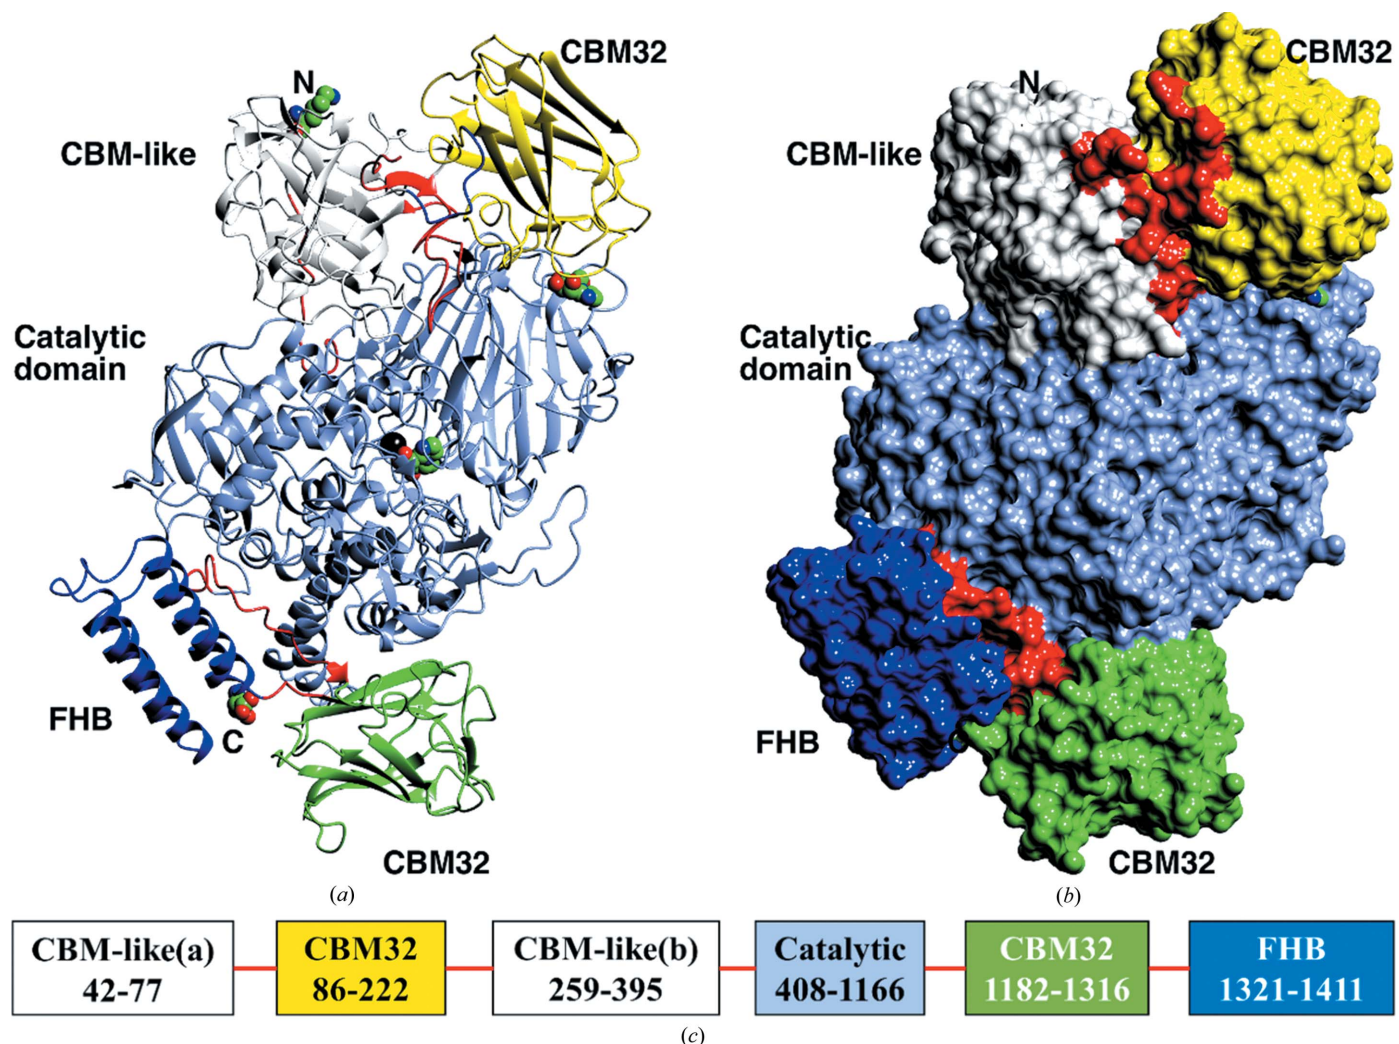 N
CBM32
CBM-like
Catalytic
domain
FHB
C
CBM32
(a)
N
CBM32
CBM-like
Catalytic
domain
FHB
C
CBM32
(b)
CBM-like(a)
42-77
CBM32
86-222
CBM-like(b)
259-395
Catalytic
408-1166
CBM32
1182-1316
FHB
1321-1411
(c)